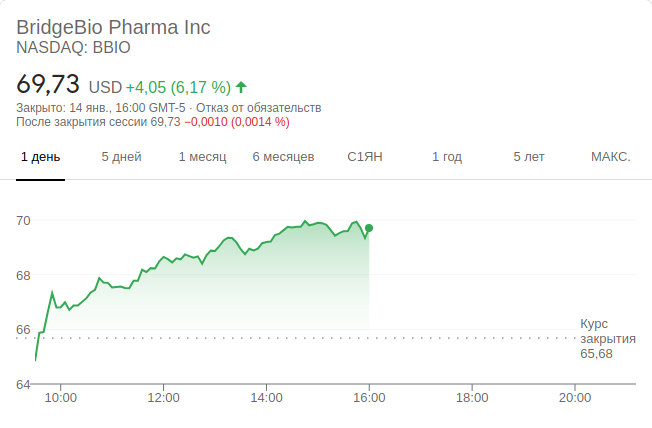 BridgeBio Pharma Inc
NASDAQ: BBIO
69,73 USD +4,05 (6,17 %)
Закрыто: 14 янв., 16:00 GMT-5 · Отказ от обязательств
После закрытия сессии 69,73 −0,0010 (0,0014 %)
1 день 5 дней 1 месяц 6 месяцев С1ЯН 1 год 5 лет МАКС.
70
68
66
Курс
закрытия
65,68
64
10:00 12:00 14:00 16:00 18:00 20:00